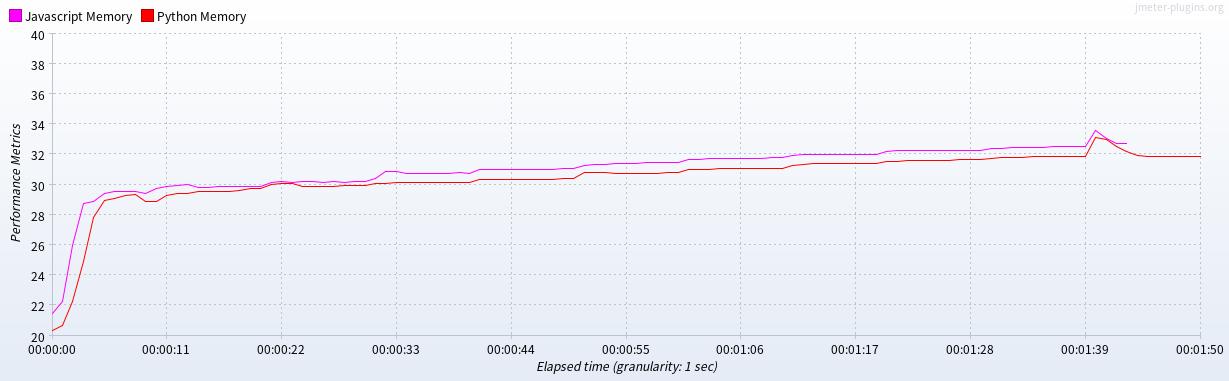 jmeter-plugins.org
Javascript Memory Python Memory
40
38
36
34
32
30
28
26
24
22
20
Performance Metrics
00:00:00 00:00:11 00:00:22 00:00:33 00:00:44 00:00:55 00:01:06 00:01:17 00:01:28 00:01:39 00:01:50
Elapsed time (granularity: 1 sec)